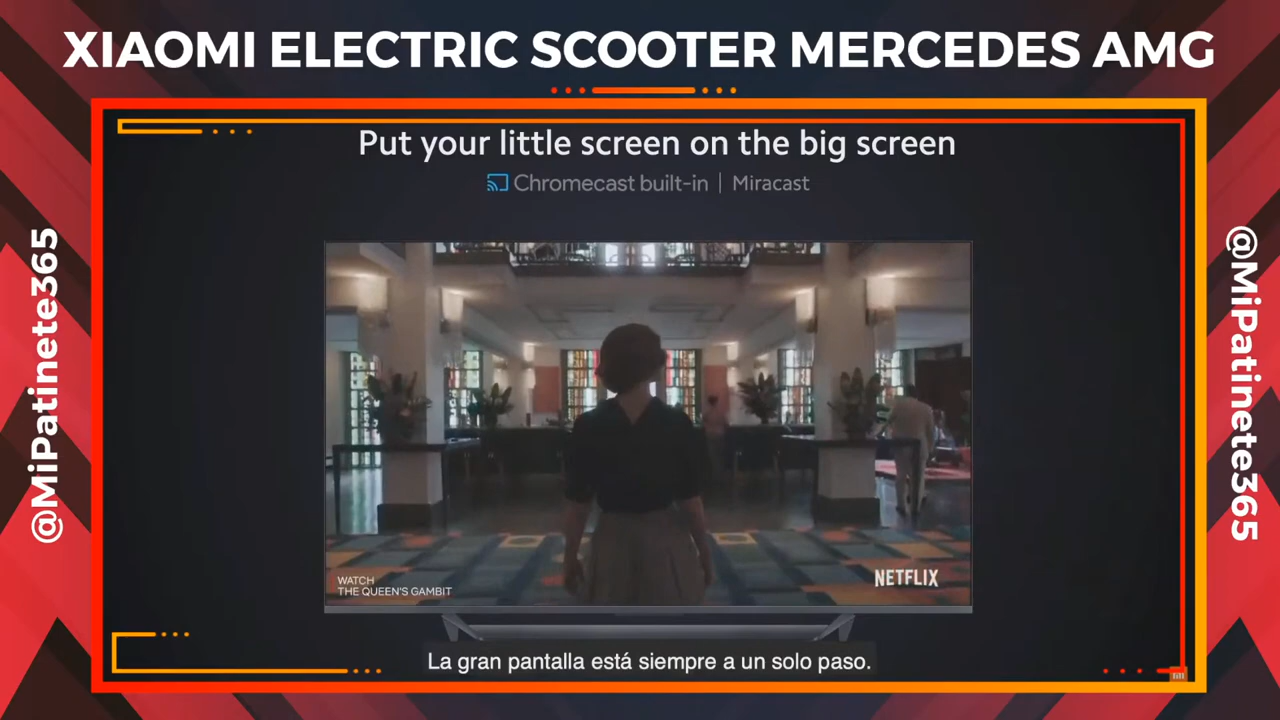 XIAOMI ELECTRIC SCOOTER MERCEDES AMG
Put your little screen on the big screen
Chromecast built-in | Miracast
@MiPatinete365
@MiPatinete365
WATCH
THE QUEEN'S GAMBIT
NETFLIX
La gran pantalla está siempre a un solo paso.
mi